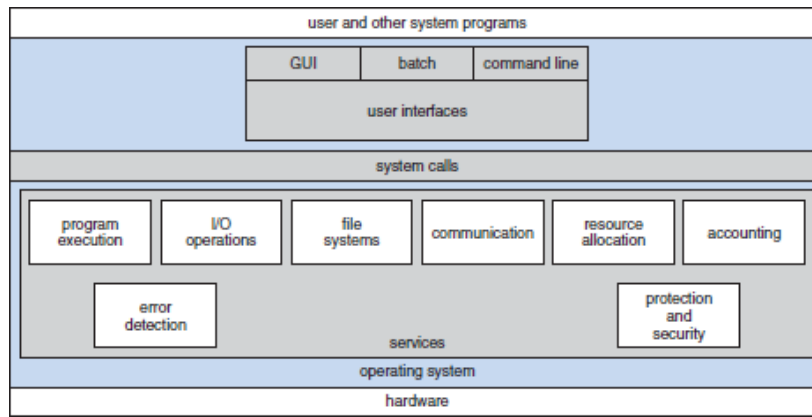 user and other system programs
GUI batch command line
user interfaces
system calls
program execution
I/O operations
file systems
communication
resource allocation
accounting
error detection
protection and security
services
operating system
hardware